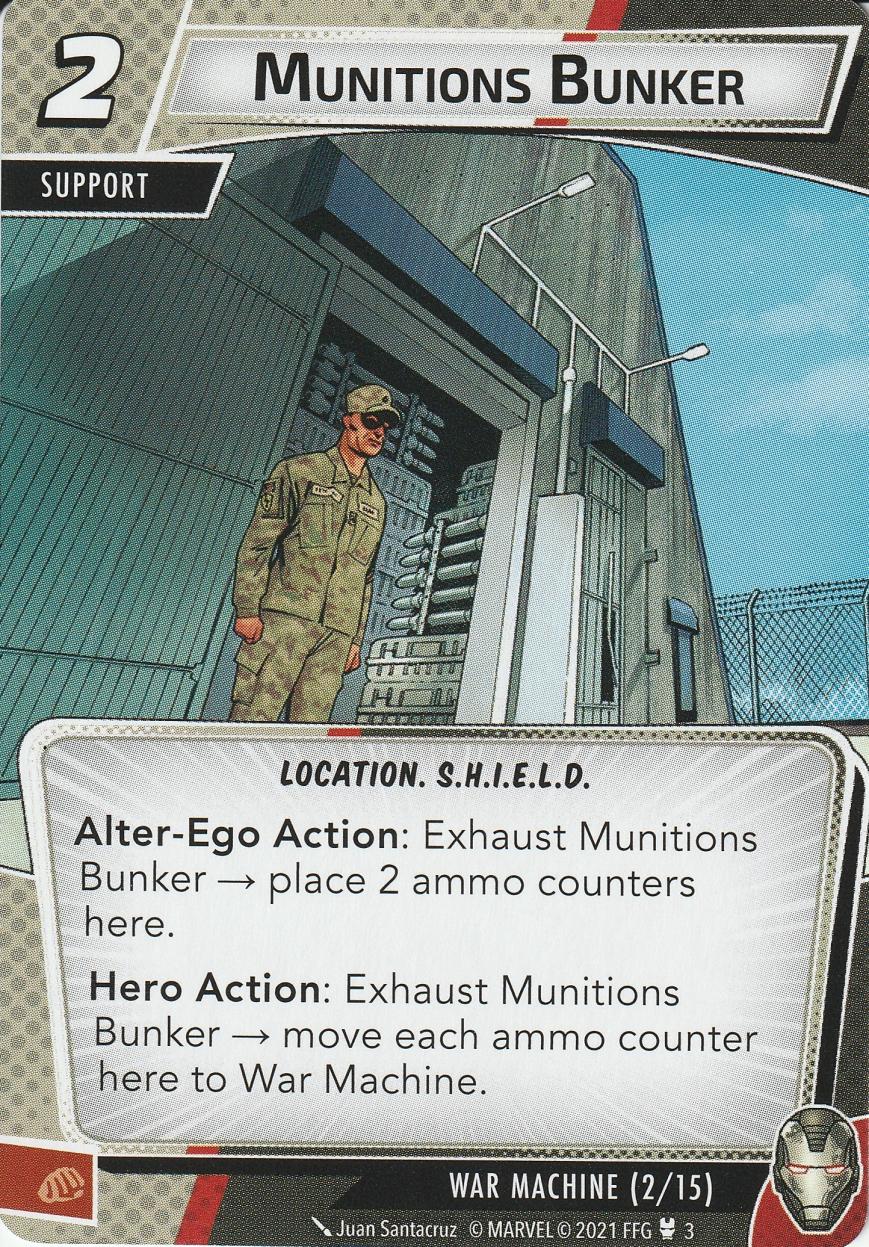 2
MUNITIONS BUNKER
SUPPORT
LOCATION. S.H.I.E.L.D.
Alter-Ego Action: Exhaust Munitions
Bunker → place 2 ammo counters
here.
Hero Action: Exhaust Munitions
Bunker → move each ammo counter
here to War Machine.
WAR MACHINE (2/15)
Juan Santacruz © MARVEL © 2021 FFG 3